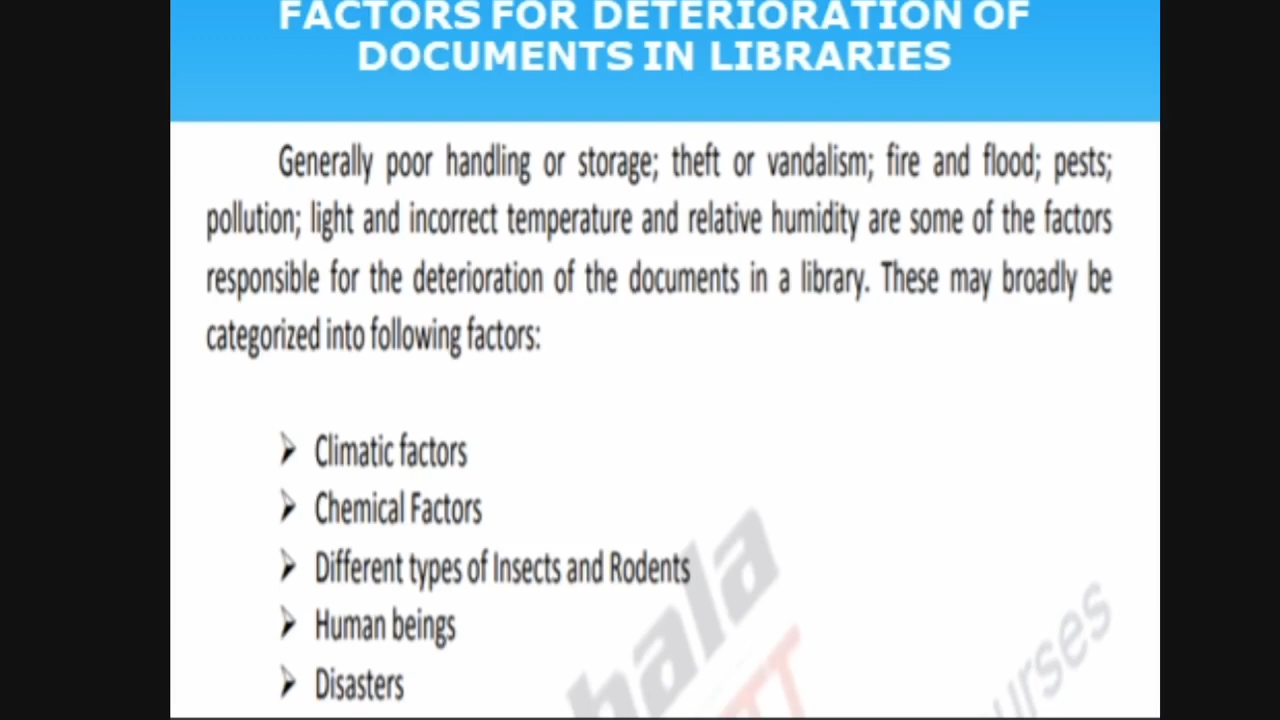 FACTORS FOR DETERIORATION OF
DOCUMENTS IN LIBRARIES
Generally poor handling or storage; theft or vandalism; fire and flood; pests;
pollution; light and incorrect temperature and relative humidity are some of the factors
responsible for the deterioration of the documents in a library. These may broadly be
categorized into following factors:
➢ Climatic factors
➢ Chemical Factors
➢ Different types of Insects and Rodents
➢ Human beings
➢ Disasters